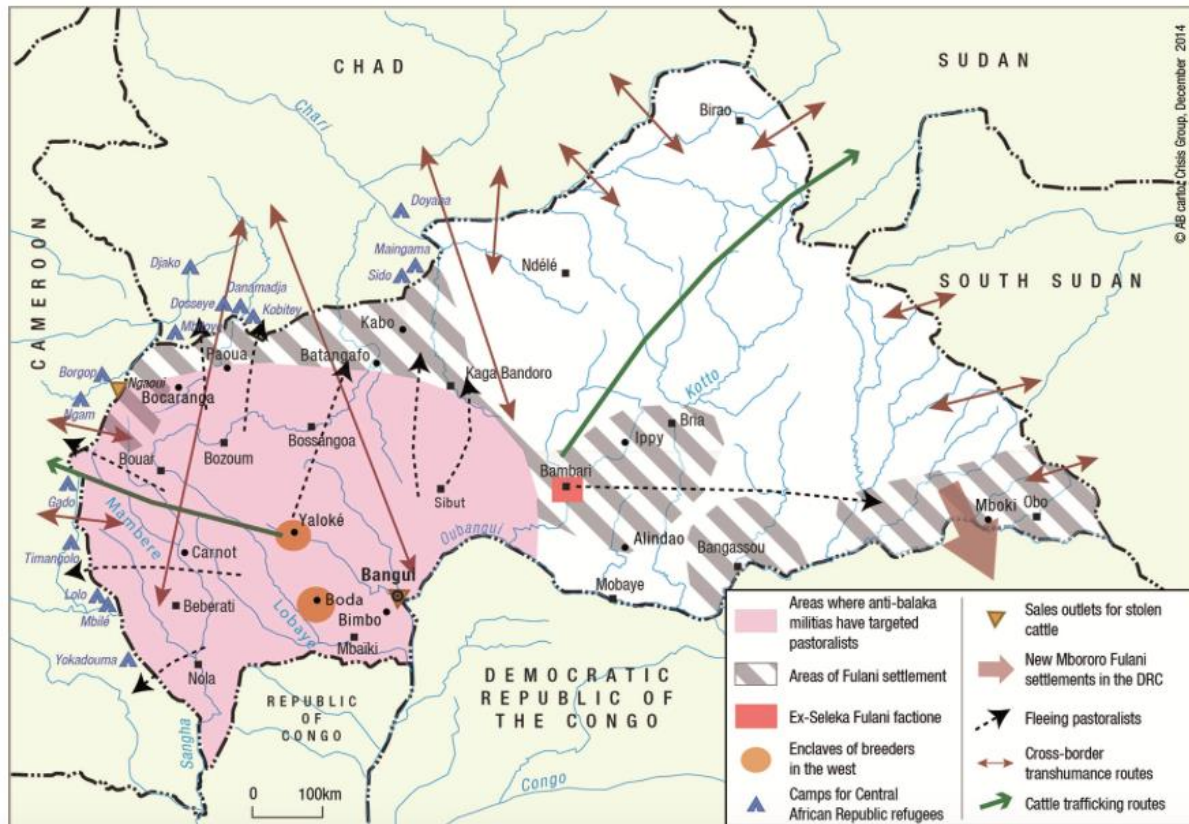 CHAD
SUDAN
SOUTH SUDAN
CAMEROON
Chari
Birao
Doyaba
Maingama
Sido
Ndélé
Djako
Danamadja
Dosseye
Kobitey
Kabo
Paoua
Batangafo
Borgop
Ngaoui
Bocaranga
Ngam
Kaga Bandoro
Kotto
Bria
Ippy
Bossangoa
Bozoum
Bouar
Bambari
Sibut
Gado
Mambere
Yaloké
Oubangui
Mboki
Obo
Timangolo
Carnot
Alindao
Bangassou
Bangui
Mobaye
Lolo
Mbilé
Beberati
Lobaye
Boda
Bimbo
Mbaïki
Yokadouma
Nola
Sangha
REPUBLIC
OF
CONGO
DEMOCRATIC
REPUBLIC OF
THE CONGO
Congo
0 100km
Areas where anti-balaka
militias have targeted
pastoralists
Areas of Fulani settlement
Ex-Seleka Fulani factione
Enclaves of breeders
in the west
Camps for Central
African Republic refugees
Sales outlets for stolen
cattle
New Mbororo Fulani
settlements in the DRC
Fleeing pastoralists
Cross-border
transhumance routes
Cattle trafficking routes
© AB carto/ Crisis Group, December 2014